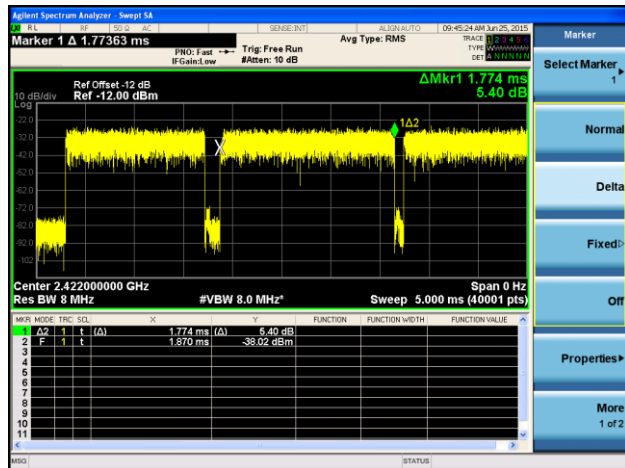 Agilent Spectrum Analyzer - Swept SA
RL RF 50 Ω AC SENSE:INT ALIGN AUTO 09:45:24 AM Jun 25, 2015
Marker 1 Δ 1.77363 ms Avg Type: RMS TRACE 1 2 3 4 5 6
PNO: Fast Trig: Free Run TYPE WWWWWW
IFGain:Low #Atten: 10 dB DET A N N N N N
ΔMkr1 1.774 ms
5.40 dB
Ref Offset -12 dB
10 dB/div Ref -12.00 dBm
Log
-22.0
-32.0
-42.0
-52.0
-62.0
-72.0
-82.0
-92.0
-102
1Δ2
X
Center 2.422000000 GHz Span 0 Hz
Res BW 8 MHz #VBW 8.0 MHz* Sweep 5.000 ms (40001 pts)
MKR MODE TRC SCL X Y FUNCTION FUNCTION WIDTH FUNCTION VALUE
1 Δ2 1 t (Δ) 1.774 ms (Δ) 5.40 dB
2 F 1 t 1.870 ms -38.02 dBm
3
4
5
6
7
8
9
10
11
MSG STATUS
Marker
Select Marker
1
Normal
Delta
Fixed
Off
Properties
More
1 of 2